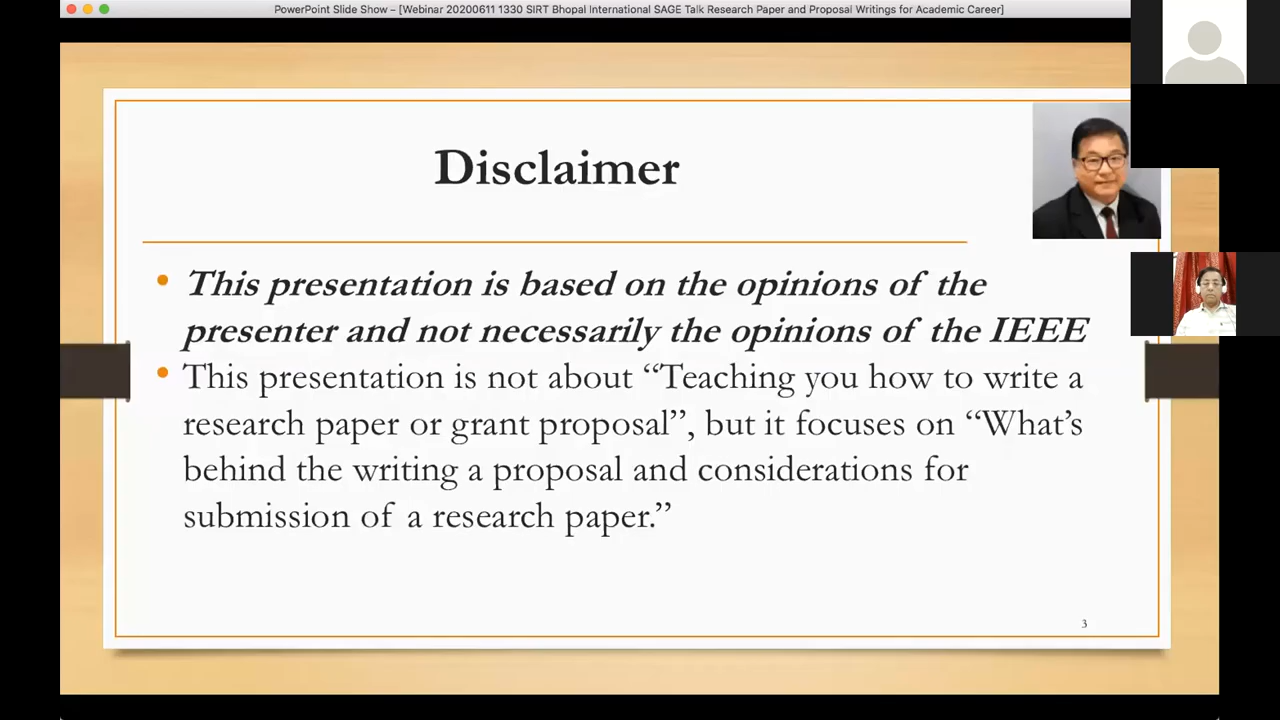 PowerPoint Slide Show – [Webinar 20200611 1330 SIRT Bhopal International SAGE Talk Research Paper and Proposal Writings for Academic Career]
Disclaimer
• This presentation is based on the opinions of the
presenter and not necessarily the opinions of the IEEE
• This presentation is not about “Teaching you how to write a
research paper or grant proposal”, but it focuses on “What’s
behind the writing a proposal and considerations for
submission of a research paper.”
3